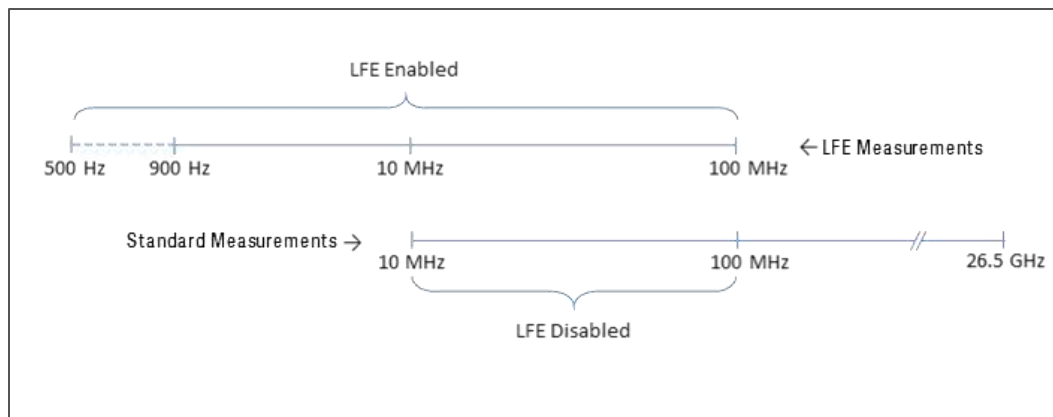 LFE Enabled
500 Hz 900 Hz 10 MHz 100 MHz ← LFE Measurements
Standard Measurements → 10 MHz 100 MHz 26.5 GHz
LFE Disabled